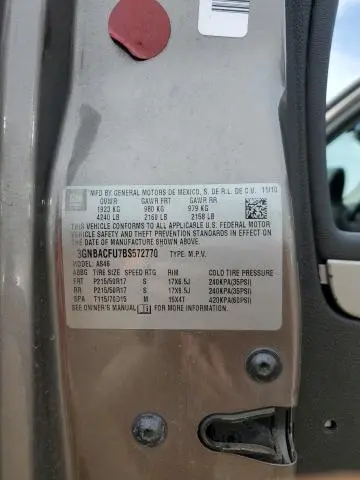 MFD BY GENERAL MOTORS DE MEXICO, S. DE R.L. DE C.V. 11/10
GVWR GAWR FRT GAWR RR
1923 KG 980 KG 979 KG
4240 LB 2160 LB 2158 LB
THIS VEHICLE CONFORMS TO ALL APPLICABLE U.S. FEDERAL MOTOR
VEHICLE SAFETY AND THEFT PREVENTION STANDARDS IN EFFECT ON
THE DATE OF MANUFACTURE SHOWN ABOVE.
3GNBACFU7BS572770 TYPE: M.P.V.
MODEL: AS46
TIRE SIZE SPEED RTG RIM COLD TIRE PRESSURE
FRT P215/50R17 S 17X6.5J 240KPA(35PSI)
RR P215/50R17 S 17X6.5J 240KPA(35PSI)
SPA T115/70D15 M 15X4T 420KPA(60PSI)
SEE OWNER'S MANUAL FOR MORE INFORMATION.